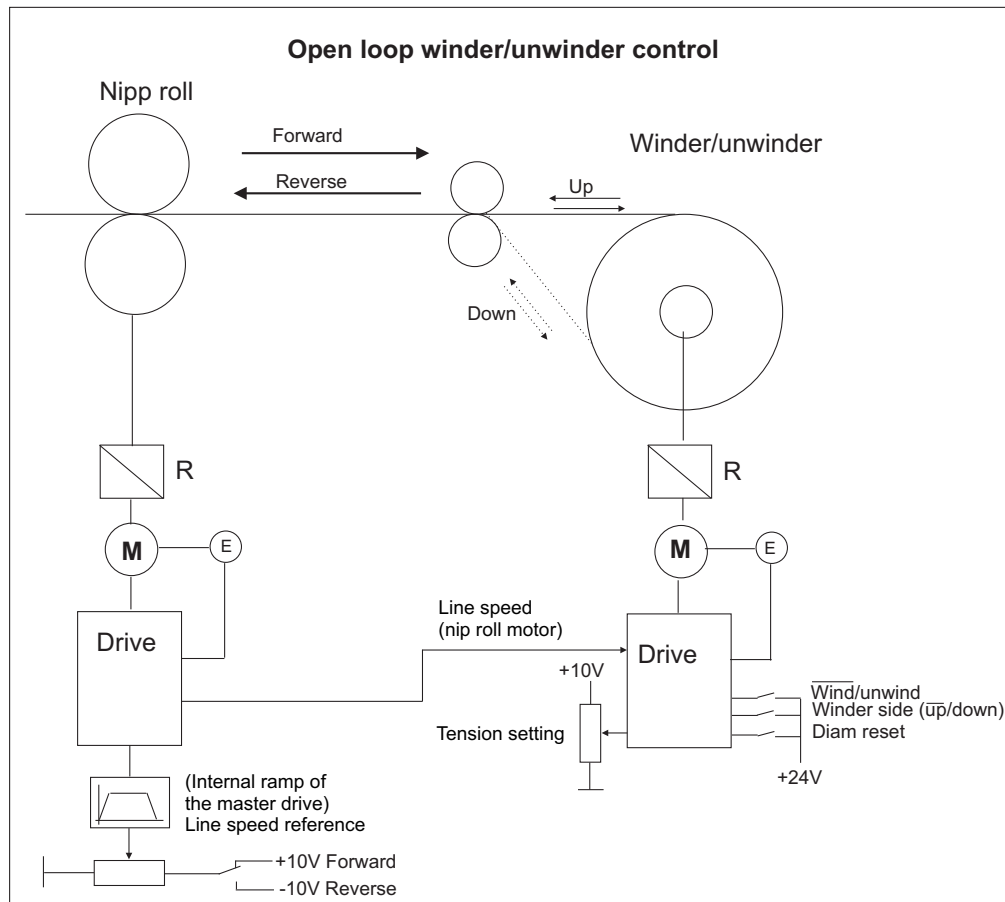 Open loop winder/unwinder control
Nipp roll
Forward
Reverse
Winder/unwinder
Up
Down
R
R
M
E
M
E
Drive
Line speed
(nip roll motor)
Drive
+10V
Tension setting
Wind/unwind
Winder side (up/down)
Diam reset
+24V
(Internal ramp of
the master drive)
Line speed reference
+10V Forward
-10V Reverse